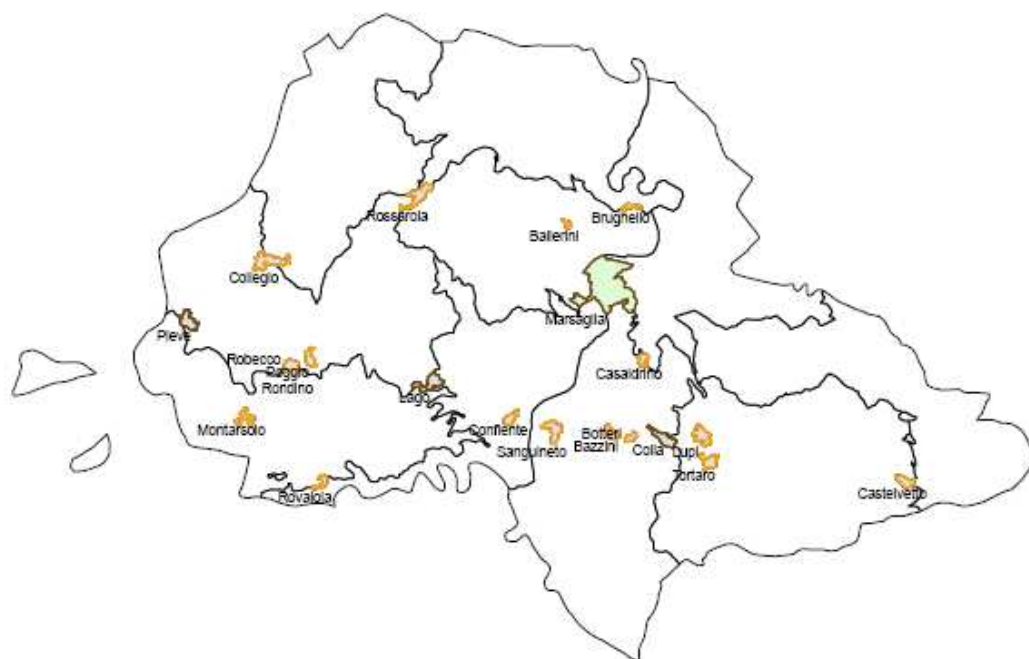 Rossarola
Brughello
Ballerini
Collegio
Marsaglia
Pieve
Robecco
Poggio
Rondino
Casaldrino
Lago
Montarsolo
Confiente
Sanguineto
Botteri
Bazzini
Colla
Lupi
Tortaro
Rovaiola
Castelvetto